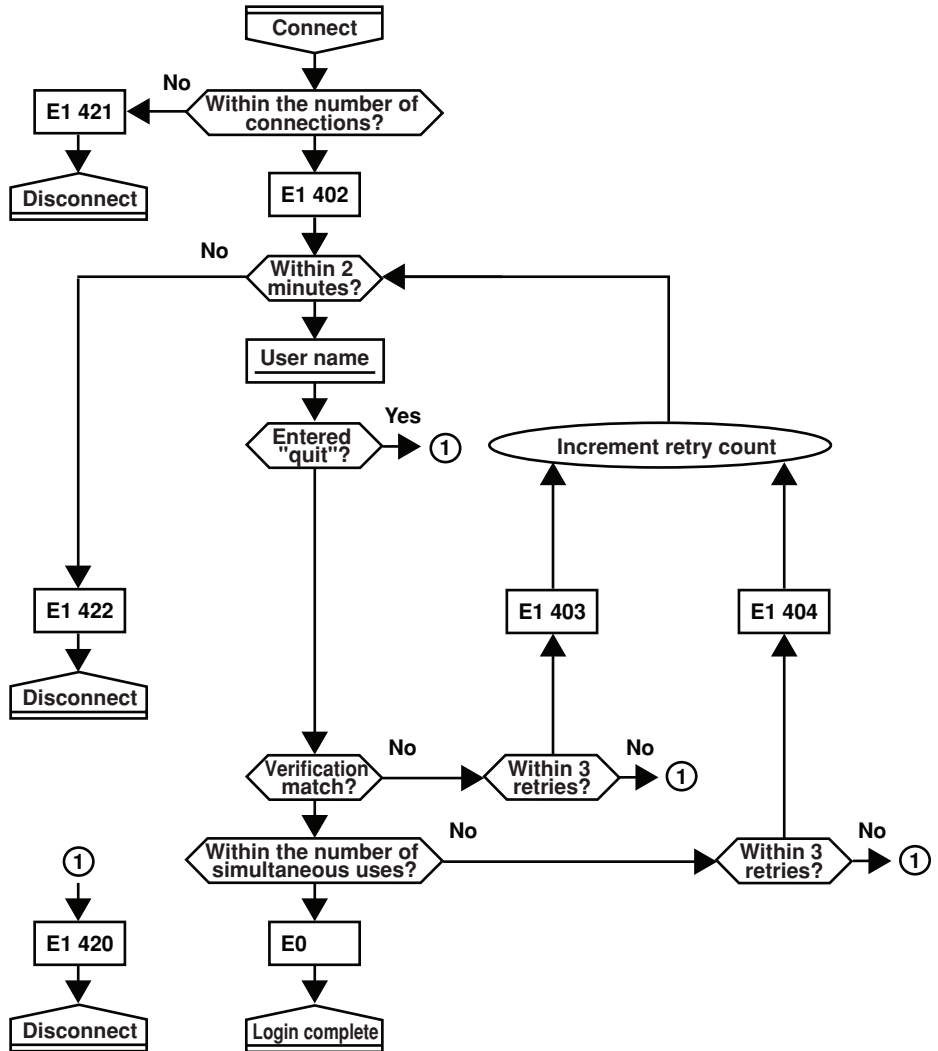 Connect
No
Within the number of
connections?
E1 421
Disconnect
E1 402
No
Within 2
minutes?
User name
Yes
Entered
"quit"?
1
Increment retry count
E1 422
E1 403
E1 404
Disconnect
No
No
Verification
match?
Within 3
retries?
1
No
No
Within the number of
simultaneous uses?
Within 3
retries?
1
1
E1 420
E0
Disconnect
Login complete